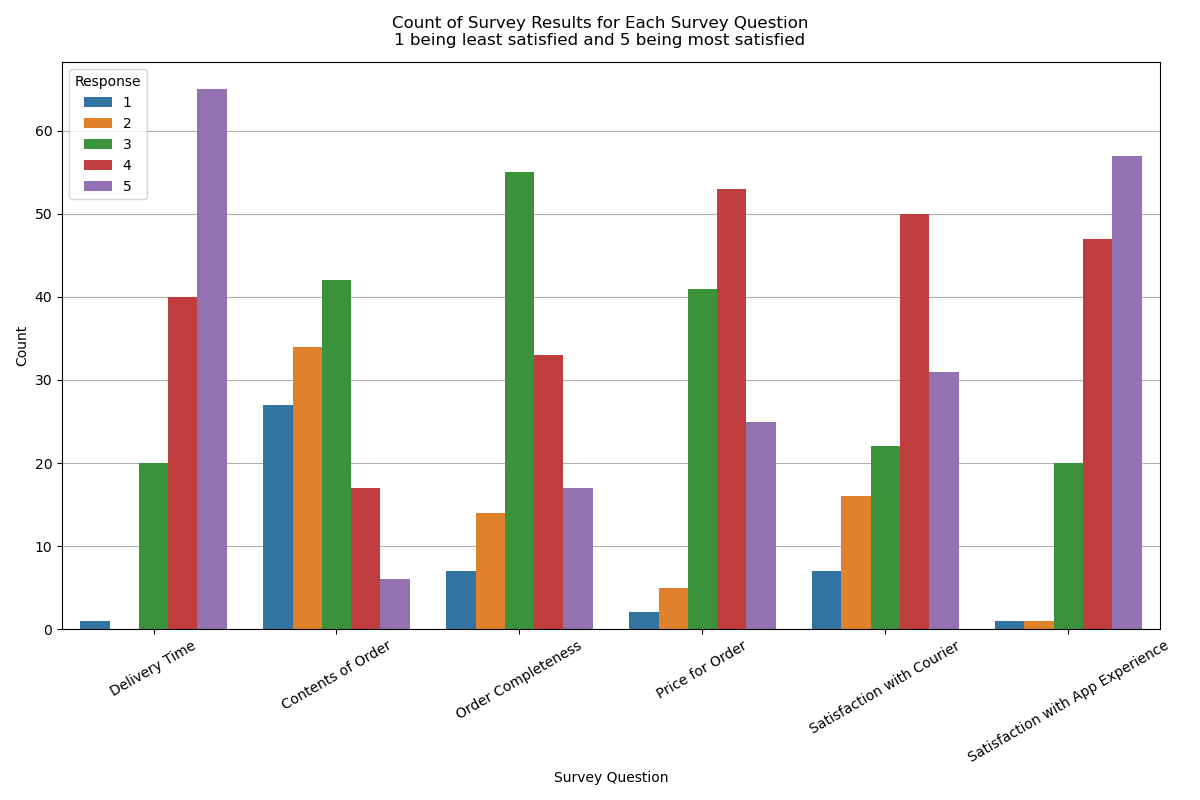 Count of Survey Results for Each Survey Question
1 being least satisfied and 5 being most satisfied
Response
1
2
3
4
5
Count
60
50
40
30
20
10
0
Delivery Time
Contents of Order
Order Completeness
Price for Order
Satisfaction with Courier
Satisfaction with App Experience
Survey Question